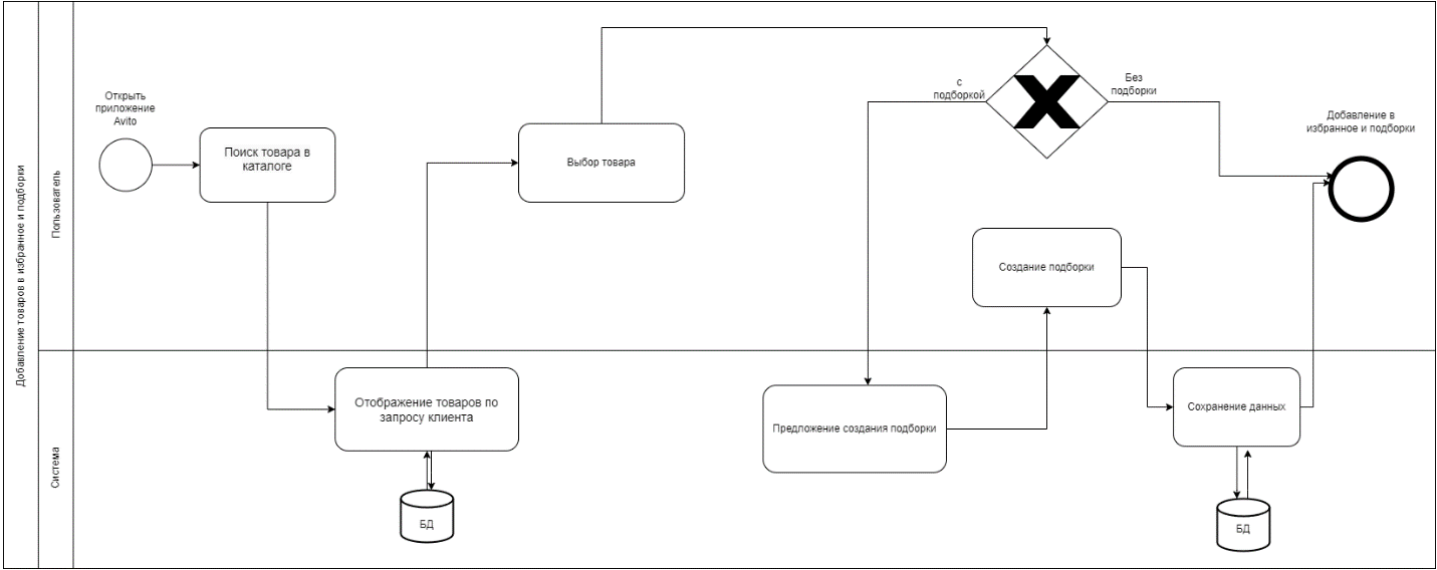 Добавление товаров в избранное и подборки
Пользователь
Открыть
приложение
Avito
Поиск товара в
каталоге
Выбор товара
с
подборкой
Без
подборки
Добавление в
избранное и подборки
Создание подборки
Система
Отображение товаров по
запросу клиента
БД
Предложение создания подборки
Сохранение данных
БД